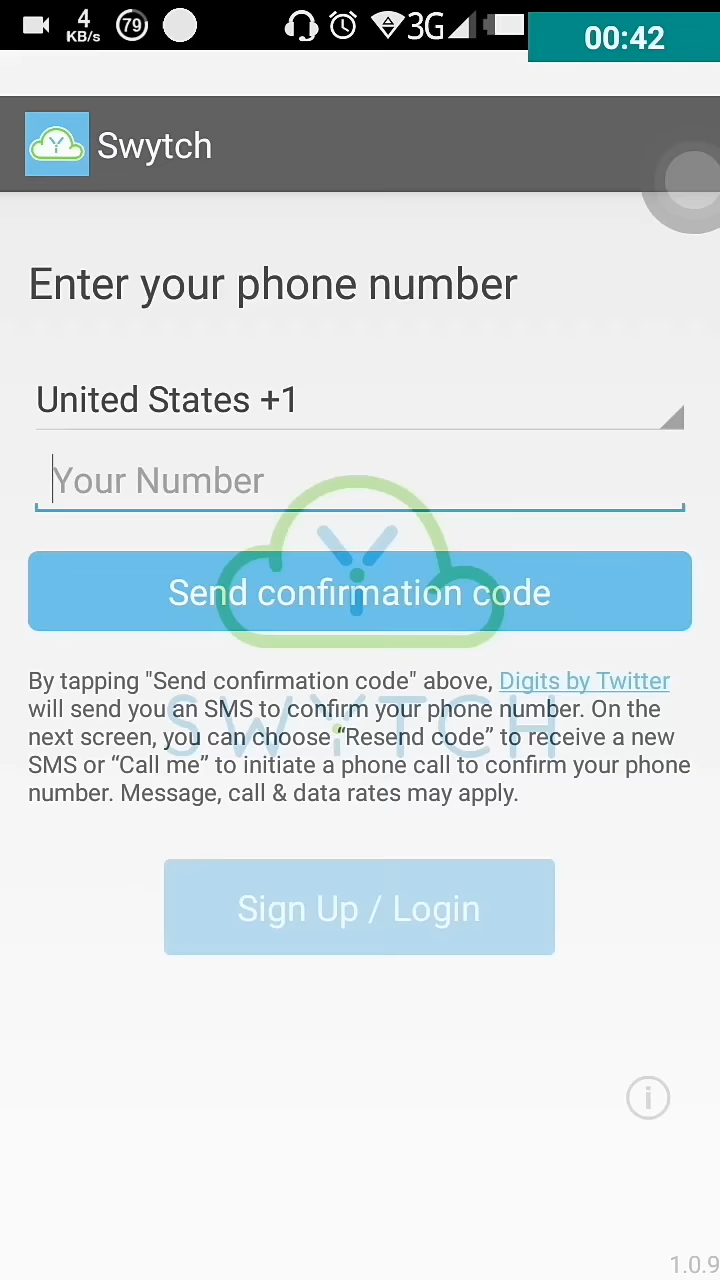 4
KB/s
79
3G
00:42
Swytch
Enter your phone number
United States +1
Your Number
Send confirmation code
By tapping "Send confirmation code" above, Digits by Twitter
will send you an SMS to confirm your phone number. On the
next screen, you can choose “Resend code” to receive a new
SMS or “Call me” to initiate a phone call to confirm your phone
number. Message, call & data rates may apply.
SWYTCH
Sign Up / Login
i
1.0.9